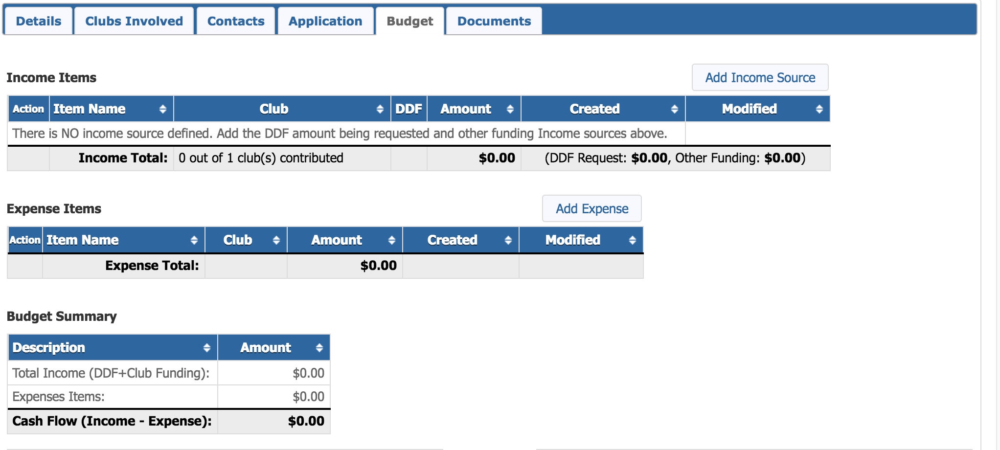 Details Clubs Involved Contacts Application Budget Documents
Income Items Add Income Source
Action Item Name Club DDF Amount Created Modified
There is NO income source defined. Add the DDF amount being requested and other funding Income sources above.
Income Total: 0 out of 1 club(s) contributed $0.00 (DDF Request: $0.00, Other Funding: $0.00)
Expense Items Add Expense
Action Item Name Club Amount Created Modified
Expense Total: $0.00
Budget Summary
Description Amount
Total Income (DDF+Club Funding): $0.00
Expenses Items: $0.00
Cash Flow (Income - Expense): $0.00